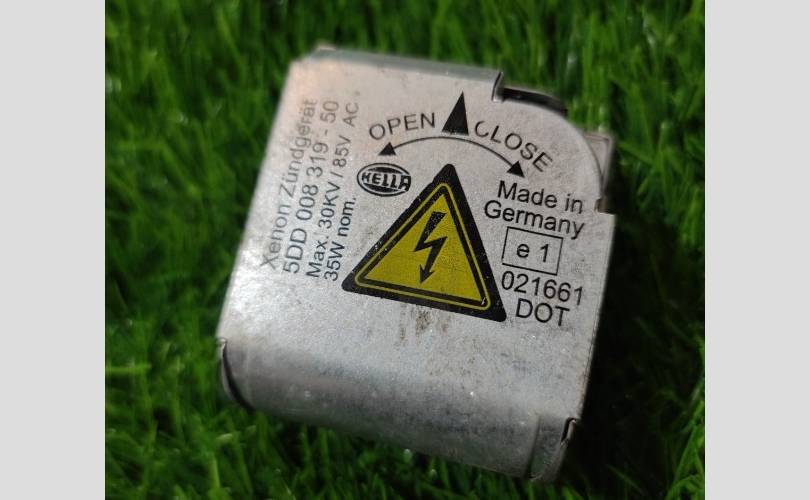 Xenon Zündgerät
5DD 008 319 - 50
Max. 30KV / 85V AC
35W nom.
OPEN CLOSE
HELLA
Made in
Germany
e 1
021661
DOT